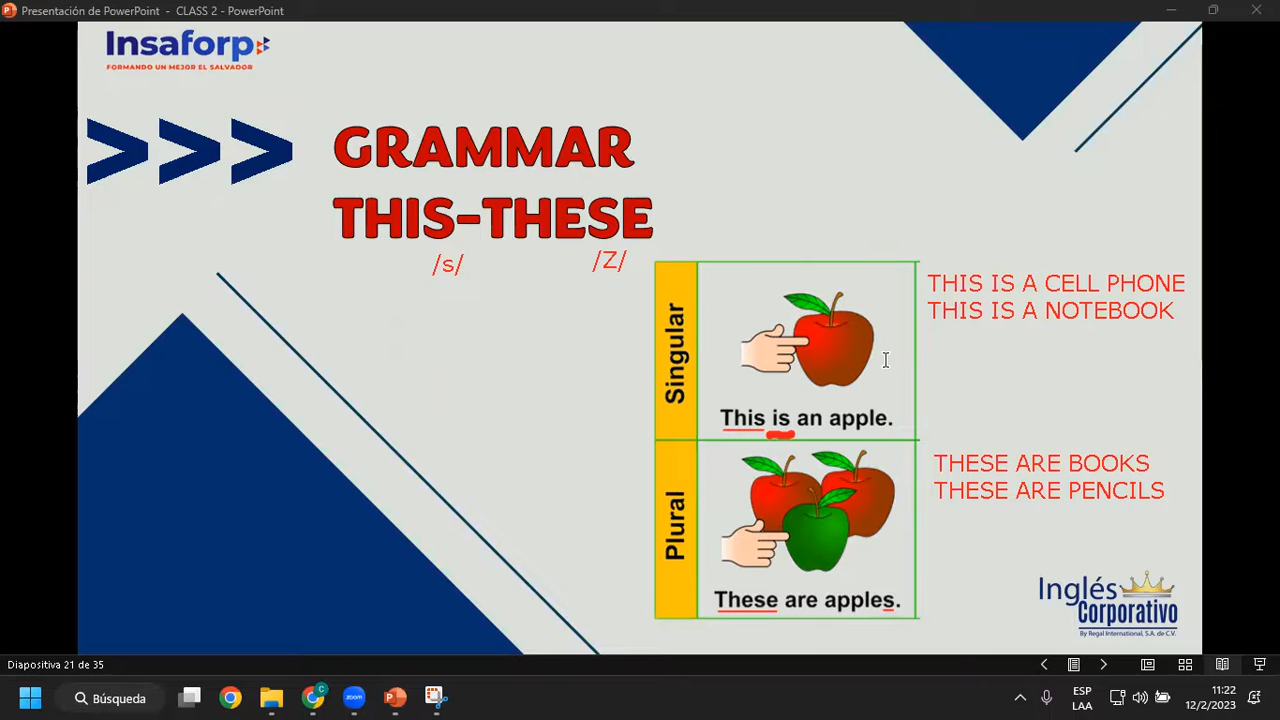 Presentación de PowerPoint - CLASS 2 - PowerPoint
Insaforp
FORMANDO UN MEJOR EL SALVADOR
>>> GRAMMAR
THIS-THESE
/s/ /Z/
Singular
This is an apple.
THIS IS A CELL PHONE
THIS IS A NOTEBOOK
Plural
These are apples.
THESE ARE BOOKS
THESE ARE PENCILS
Inglés
Corporativo
By Regal International, S.A. de C.V.
Diapositiva 21 de 35
Búsqueda
zoom
ESP
LAA
11:22
12/2/2023